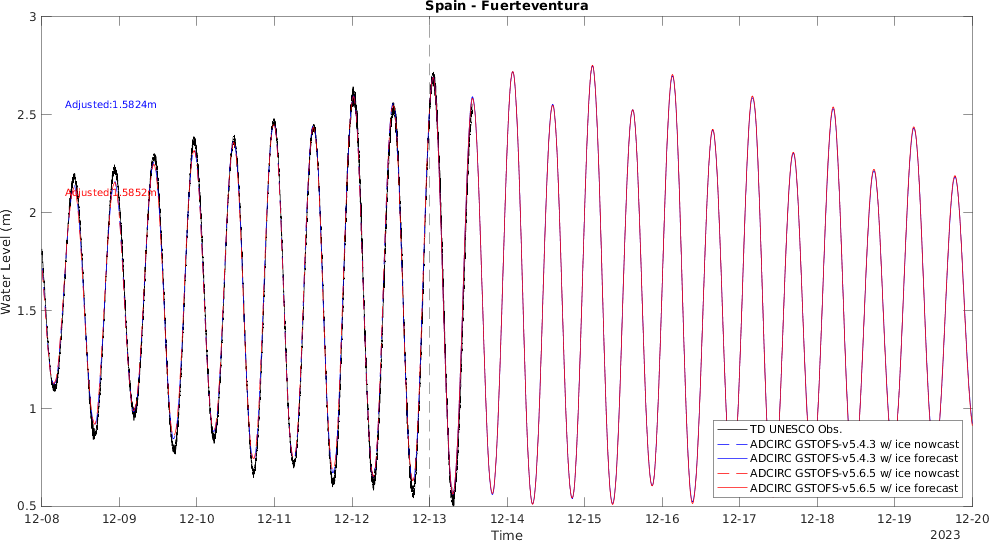 Spain - Fuerteventura
3
2.5
2
1.5
1
0.5
Water Level (m)
Adjusted:1.5824m
Adjusted:1.5852m
TD UNESCO Obs.
ADCIRC GSTOFS-v5.4.3 w/ ice nowcast
ADCIRC GSTOFS-v5.4.3 w/ ice forecast
ADCIRC GSTOFS-v5.6.5 w/ ice nowcast
ADCIRC GSTOFS-v5.6.5 w/ ice forecast
12-08 12-09 12-10 12-11 12-12 12-13 12-14 12-15 12-16 12-17 12-18 12-19 12-20
Time
2023